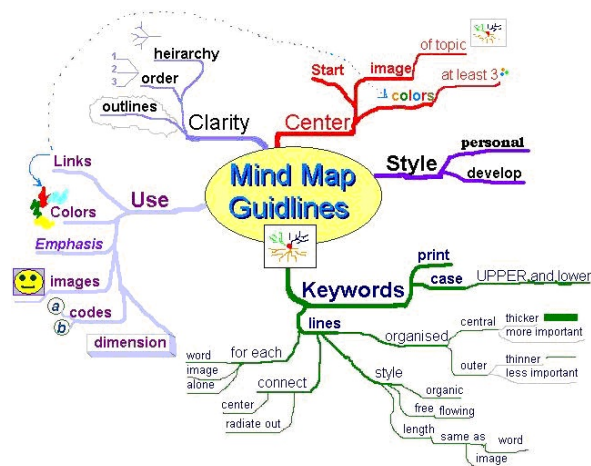 Mind Map
Guidlines
Center
Start
image
of topic
colors
at least 3
Style
personal
develop
Keywords
print
case
UPPER and lower
lines
organised
central
thicker
more important
outer
thinner
less important
style
organic
free flowing
length
same as
word
image
connect
center
radiate out
for each
word
image
alone
Use
Links
Colors
Emphasis
images
codes
a
b
dimension
Clarity
heirarchy
order
1
2
3
outlines